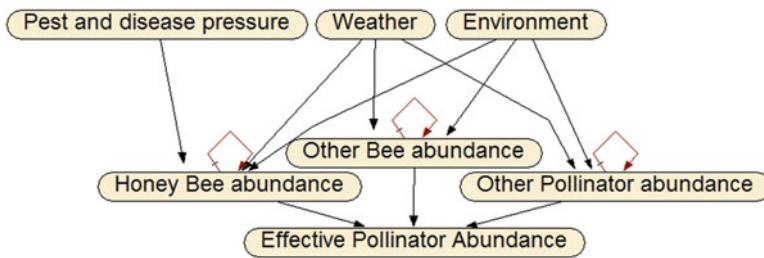 Pest and disease pressure
Weather
Environment
Other Bee abundance
Honey Bee abundance
Other Pollinator abundance
Effective Pollinator Abundance